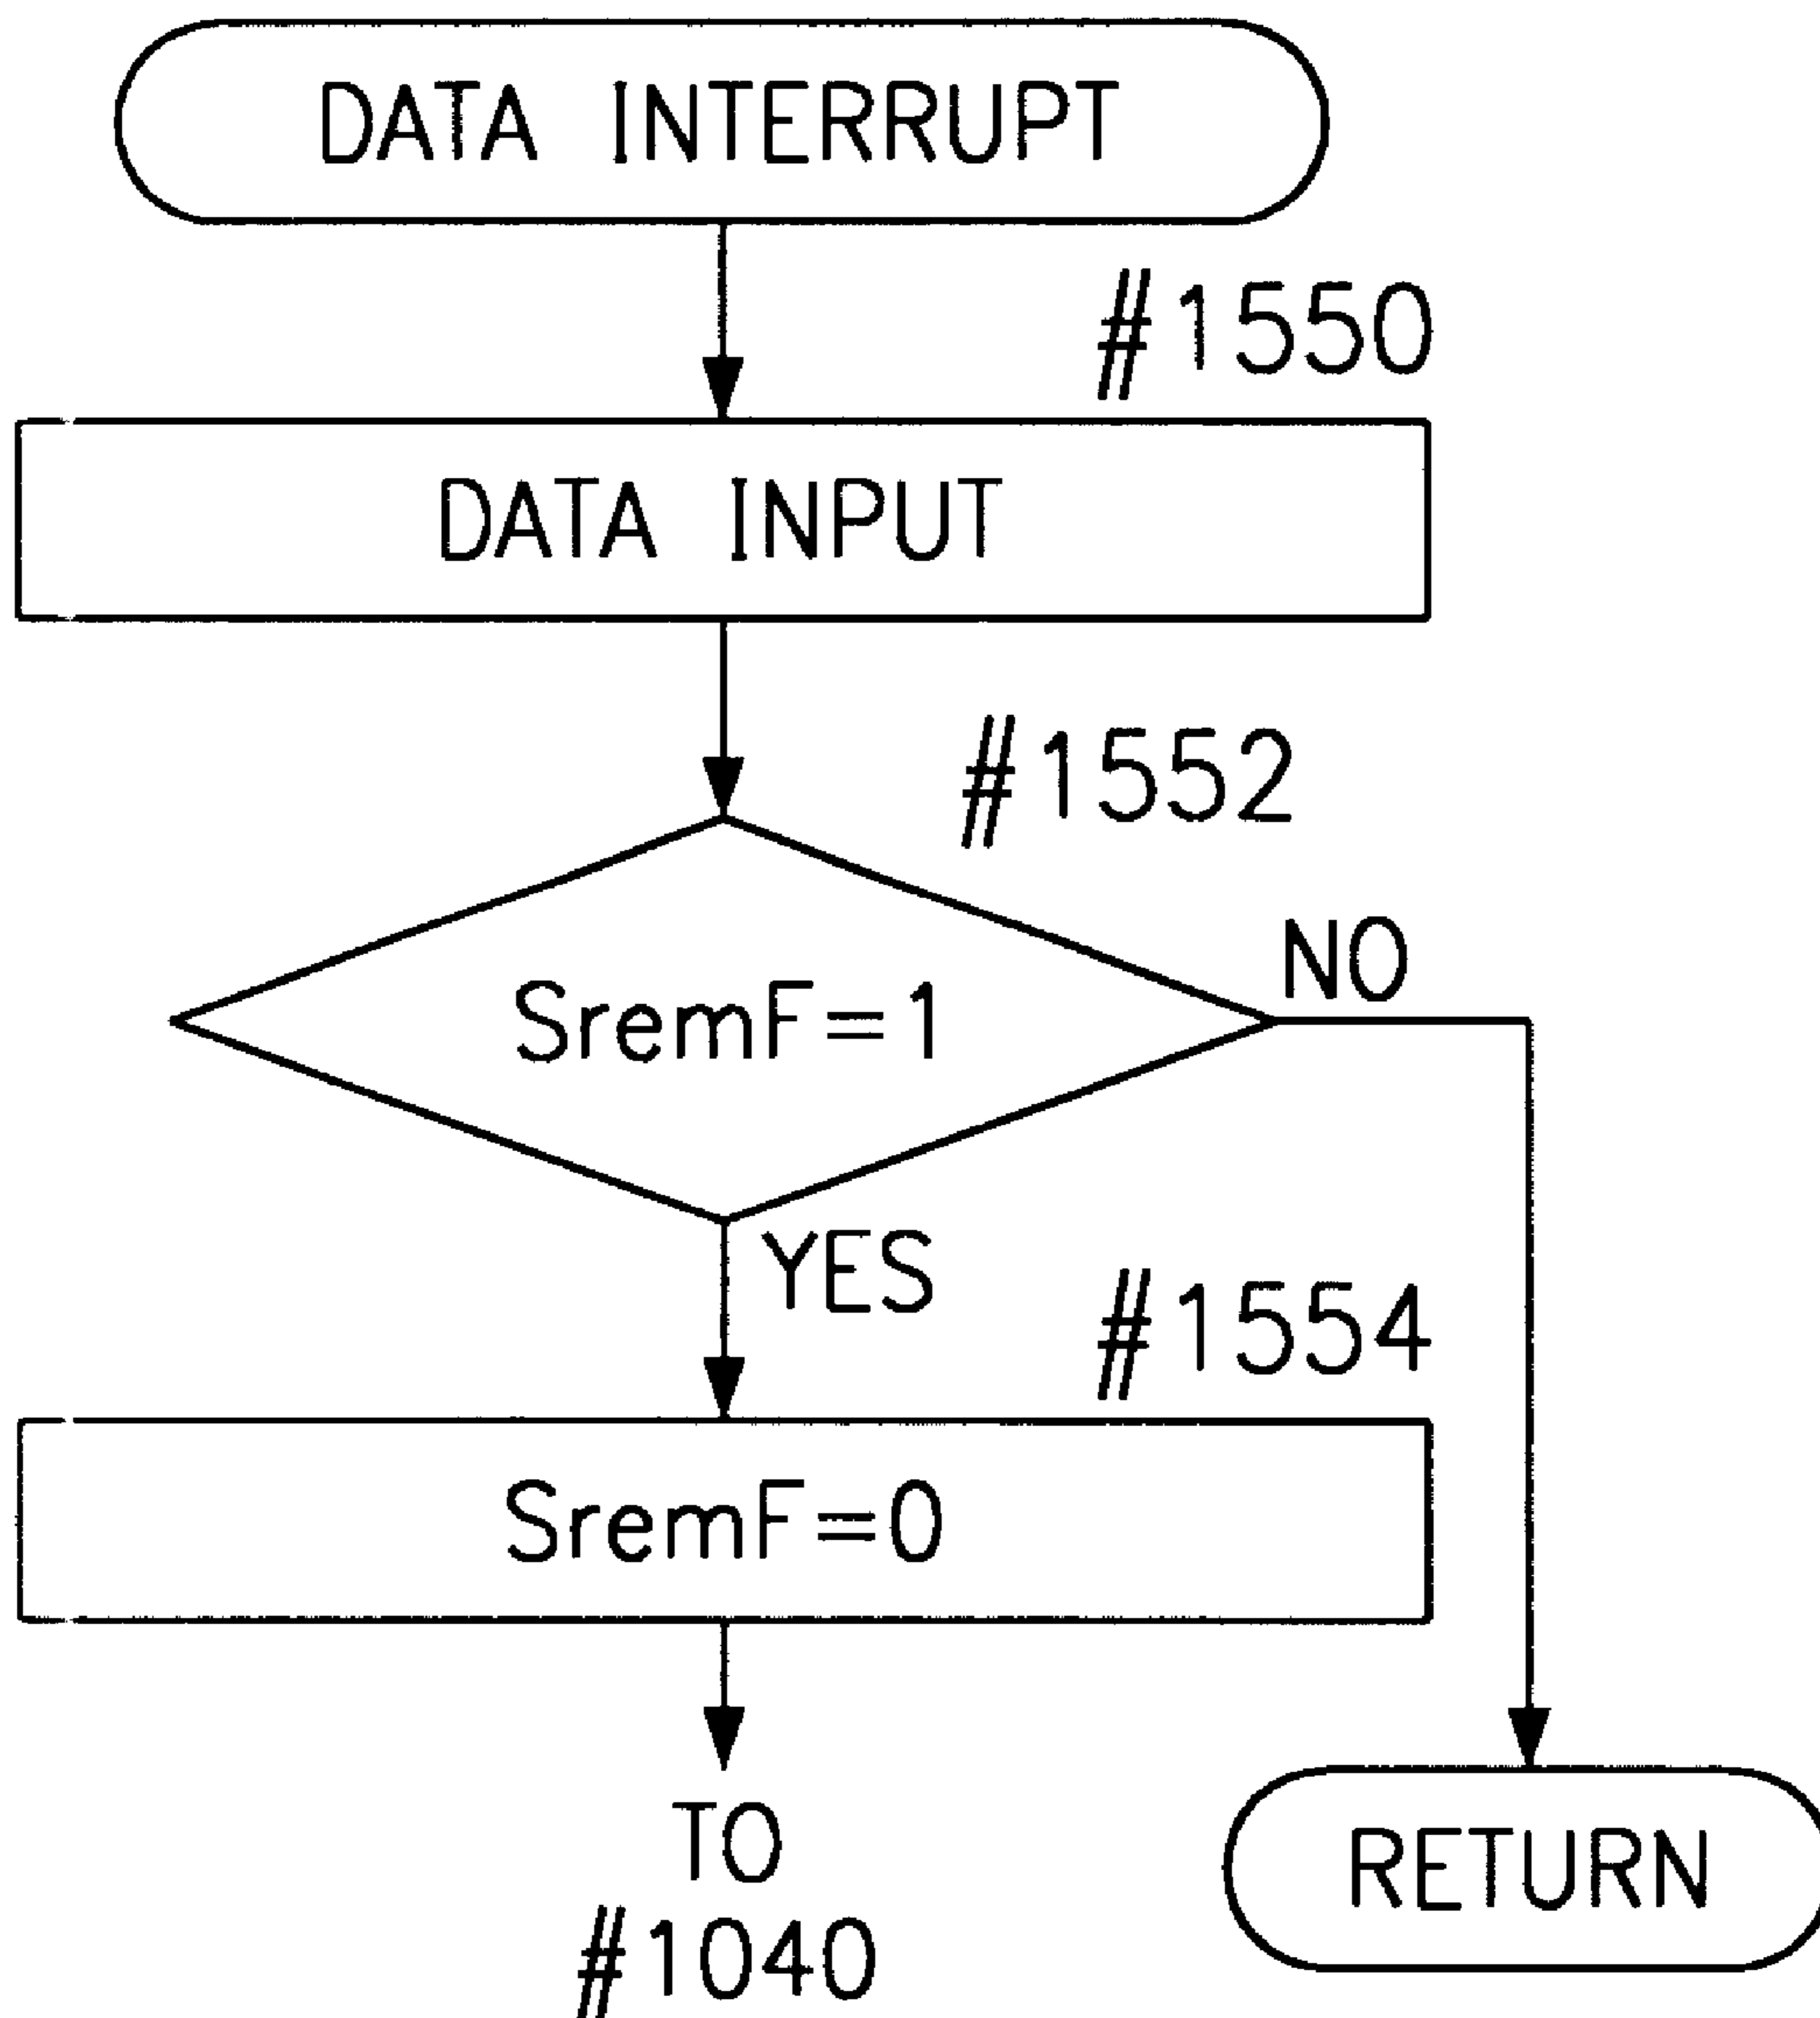 DATA INTERRUPT
#1550
DATA INPUT
#1552
SremF=1
NO
YES
#1554
SremF=0
TO
#1040
RETURN